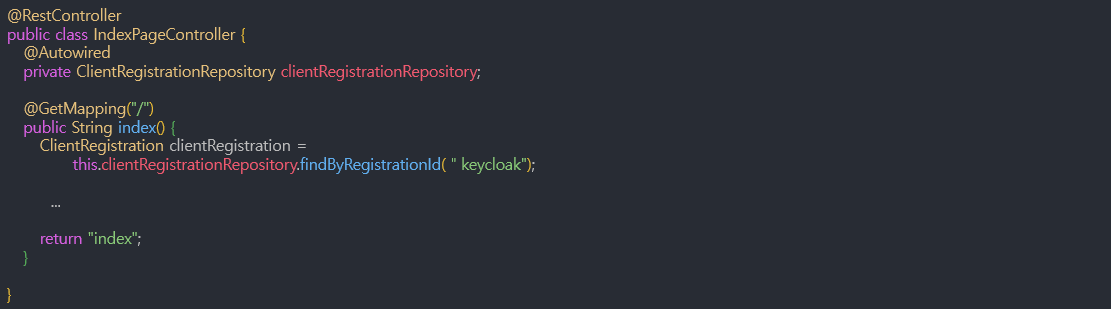 @RestController
public class IndexPageController {
@Autowired
private ClientRegistrationRepository clientRegistrationRepository;
@GetMapping("/")
public String index() {
ClientRegistration clientRegistration =
this.clientRegistrationRepository.findByRegistrationId( " keycloak");
...
return "index";
}
}